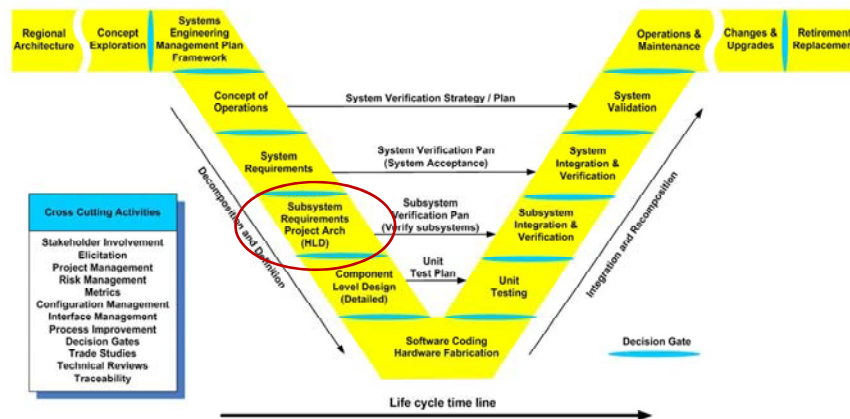 Regional
Architecture
Concept
Exploration
Systems
Engineering
Management Plan
Framework
Operations &
Maintenance
Changes &
Upgrades
Retirement
Replacement
Concept of
Operations
System Verification Strategy / Plan
System
Validation
System
Requirements
System Verification Pan
(System Acceptance)
System
Integration &
Verification
Subsystem
Requirements
Project Arch
(HLD)
Subsystem
Verification Pan
(Verify subsystems)
Subsystem
Integration &
Verification
Component
Level Design
(Detailed)
Unit
Test Plan
Unit
Testing
Software Coding
Hardware Fabrication
Decomposition and Definition
Integration and Recomposition
Cross Cutting Activities
Stakeholder Involvement
Elicitation
Project Management
Risk Management
Metrics
Configuration Management
Interface Management
Process Improvement
Decision Gates
Trade Studies
Technical Reviews
Traceability
Decision Gate
Life cycle time line